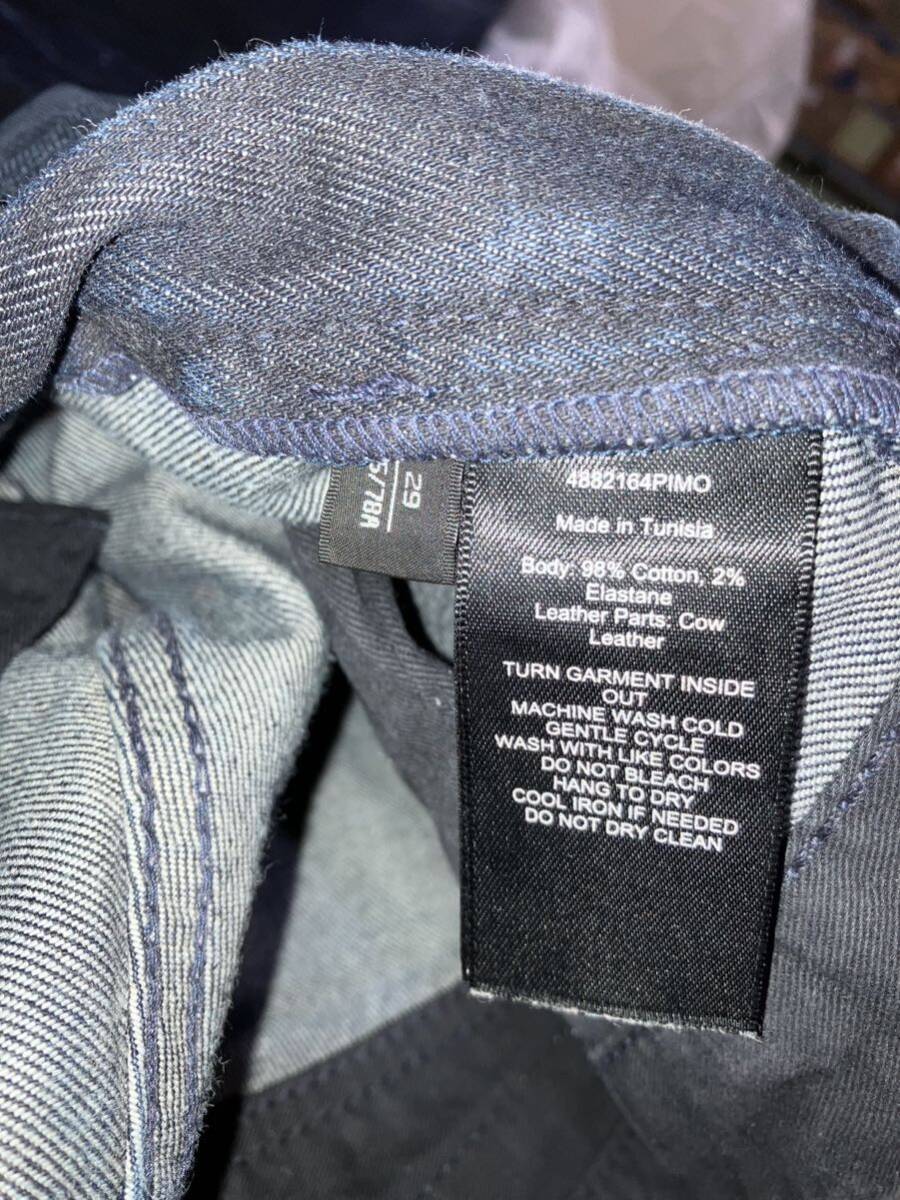 29
5/78A
4882164PIMO
Made in Tunisia
Body: 98% Cotton, 2%
Elastane
Leather Parts: Cow
Leather
TURN GARMENT INSIDE
OUT
MACHINE WASH COLD
GENTLE CYCLE
WASH WITH LIKE COLORS
DO NOT BLEACH
HANG TO DRY
COOL IRON IF NEEDED
DO NOT DRY CLEAN